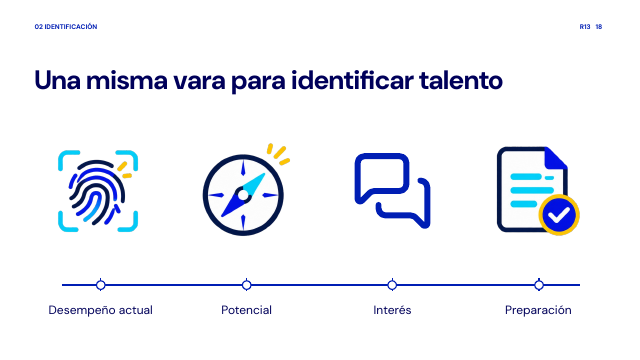 02 IDENTIFICACIÓN
R13 18
Una misma vara para identificar talento
Desempeño actual
Potencial
Interés
Preparación